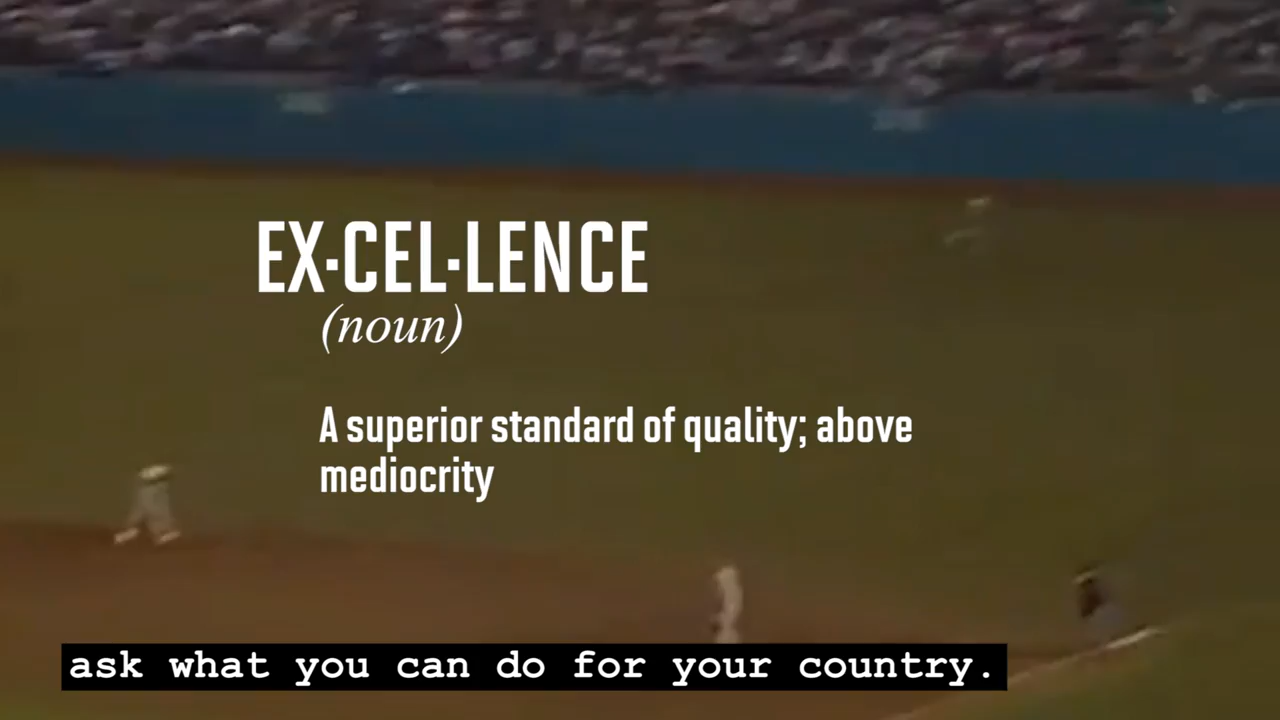 EX·CEL·LENCE
(noun)
A superior standard of quality; above
mediocrity
ask what you can do for your country.